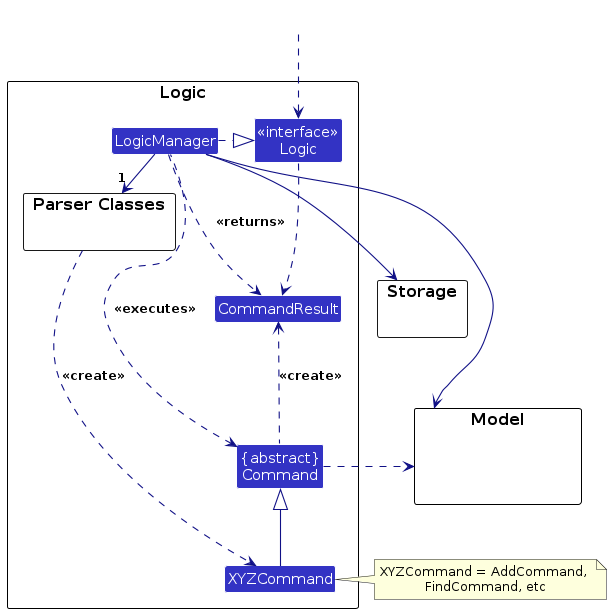 Logic
«interface»
Logic
LogicManager
1
Parser Classes
«returns»
Storage
CommandResult
«executes»
«create»
«create»
Model
{abstract}
Command
XYZCommand
XYZCommand = AddCommand,
FindCommand, etc